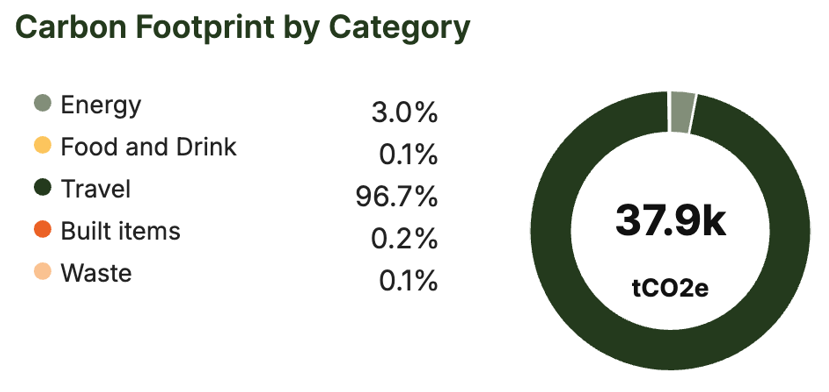 Carbon Footprint by Category
Energy 3.0%
Food and Drink 0.1%
Travel 96.7%
Built items 0.2%
Waste 0.1%
37.9k
tCO2e